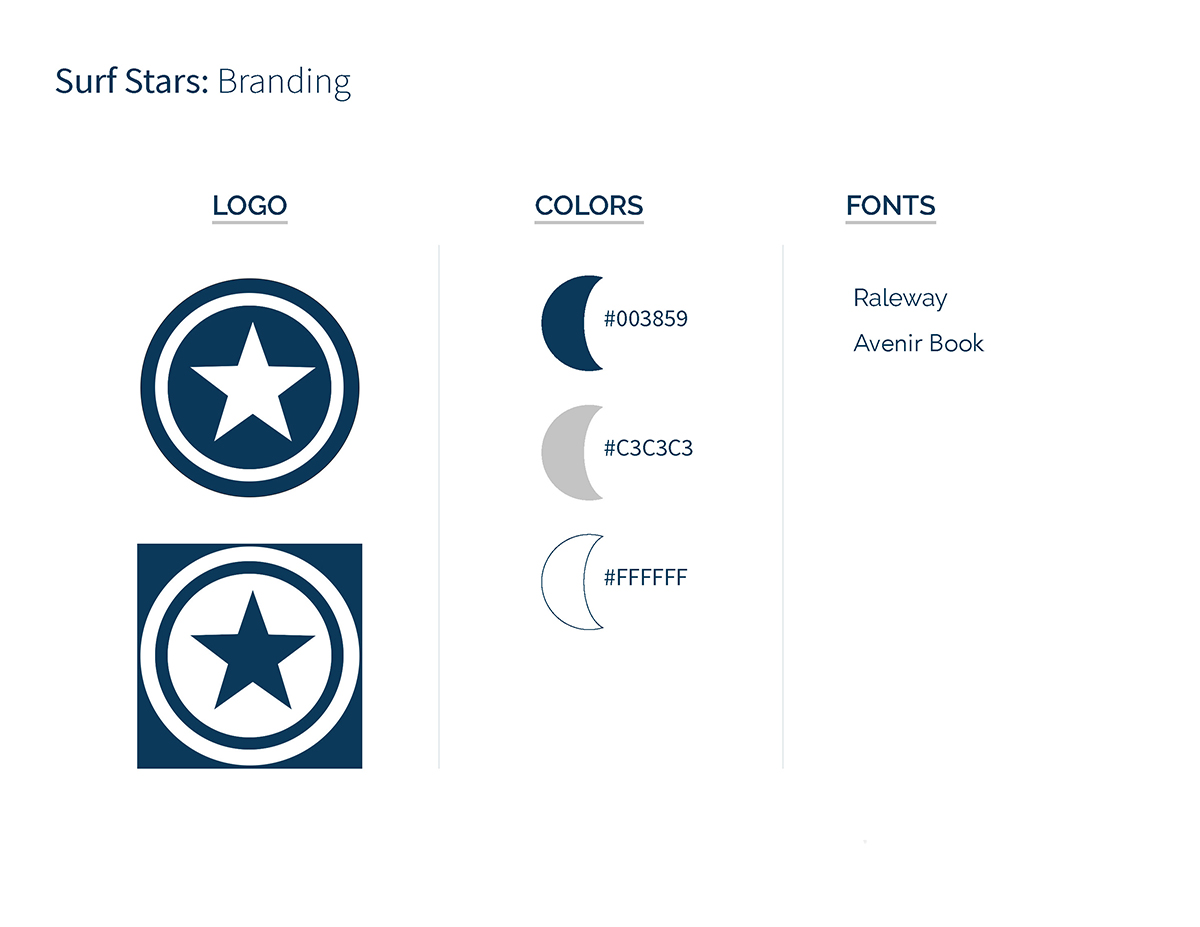 Surf Stars: Branding
LOGO
COLORS
FONTS
#003859
#C3C3C3
#FFFFFF
Raleway
Avenir Book